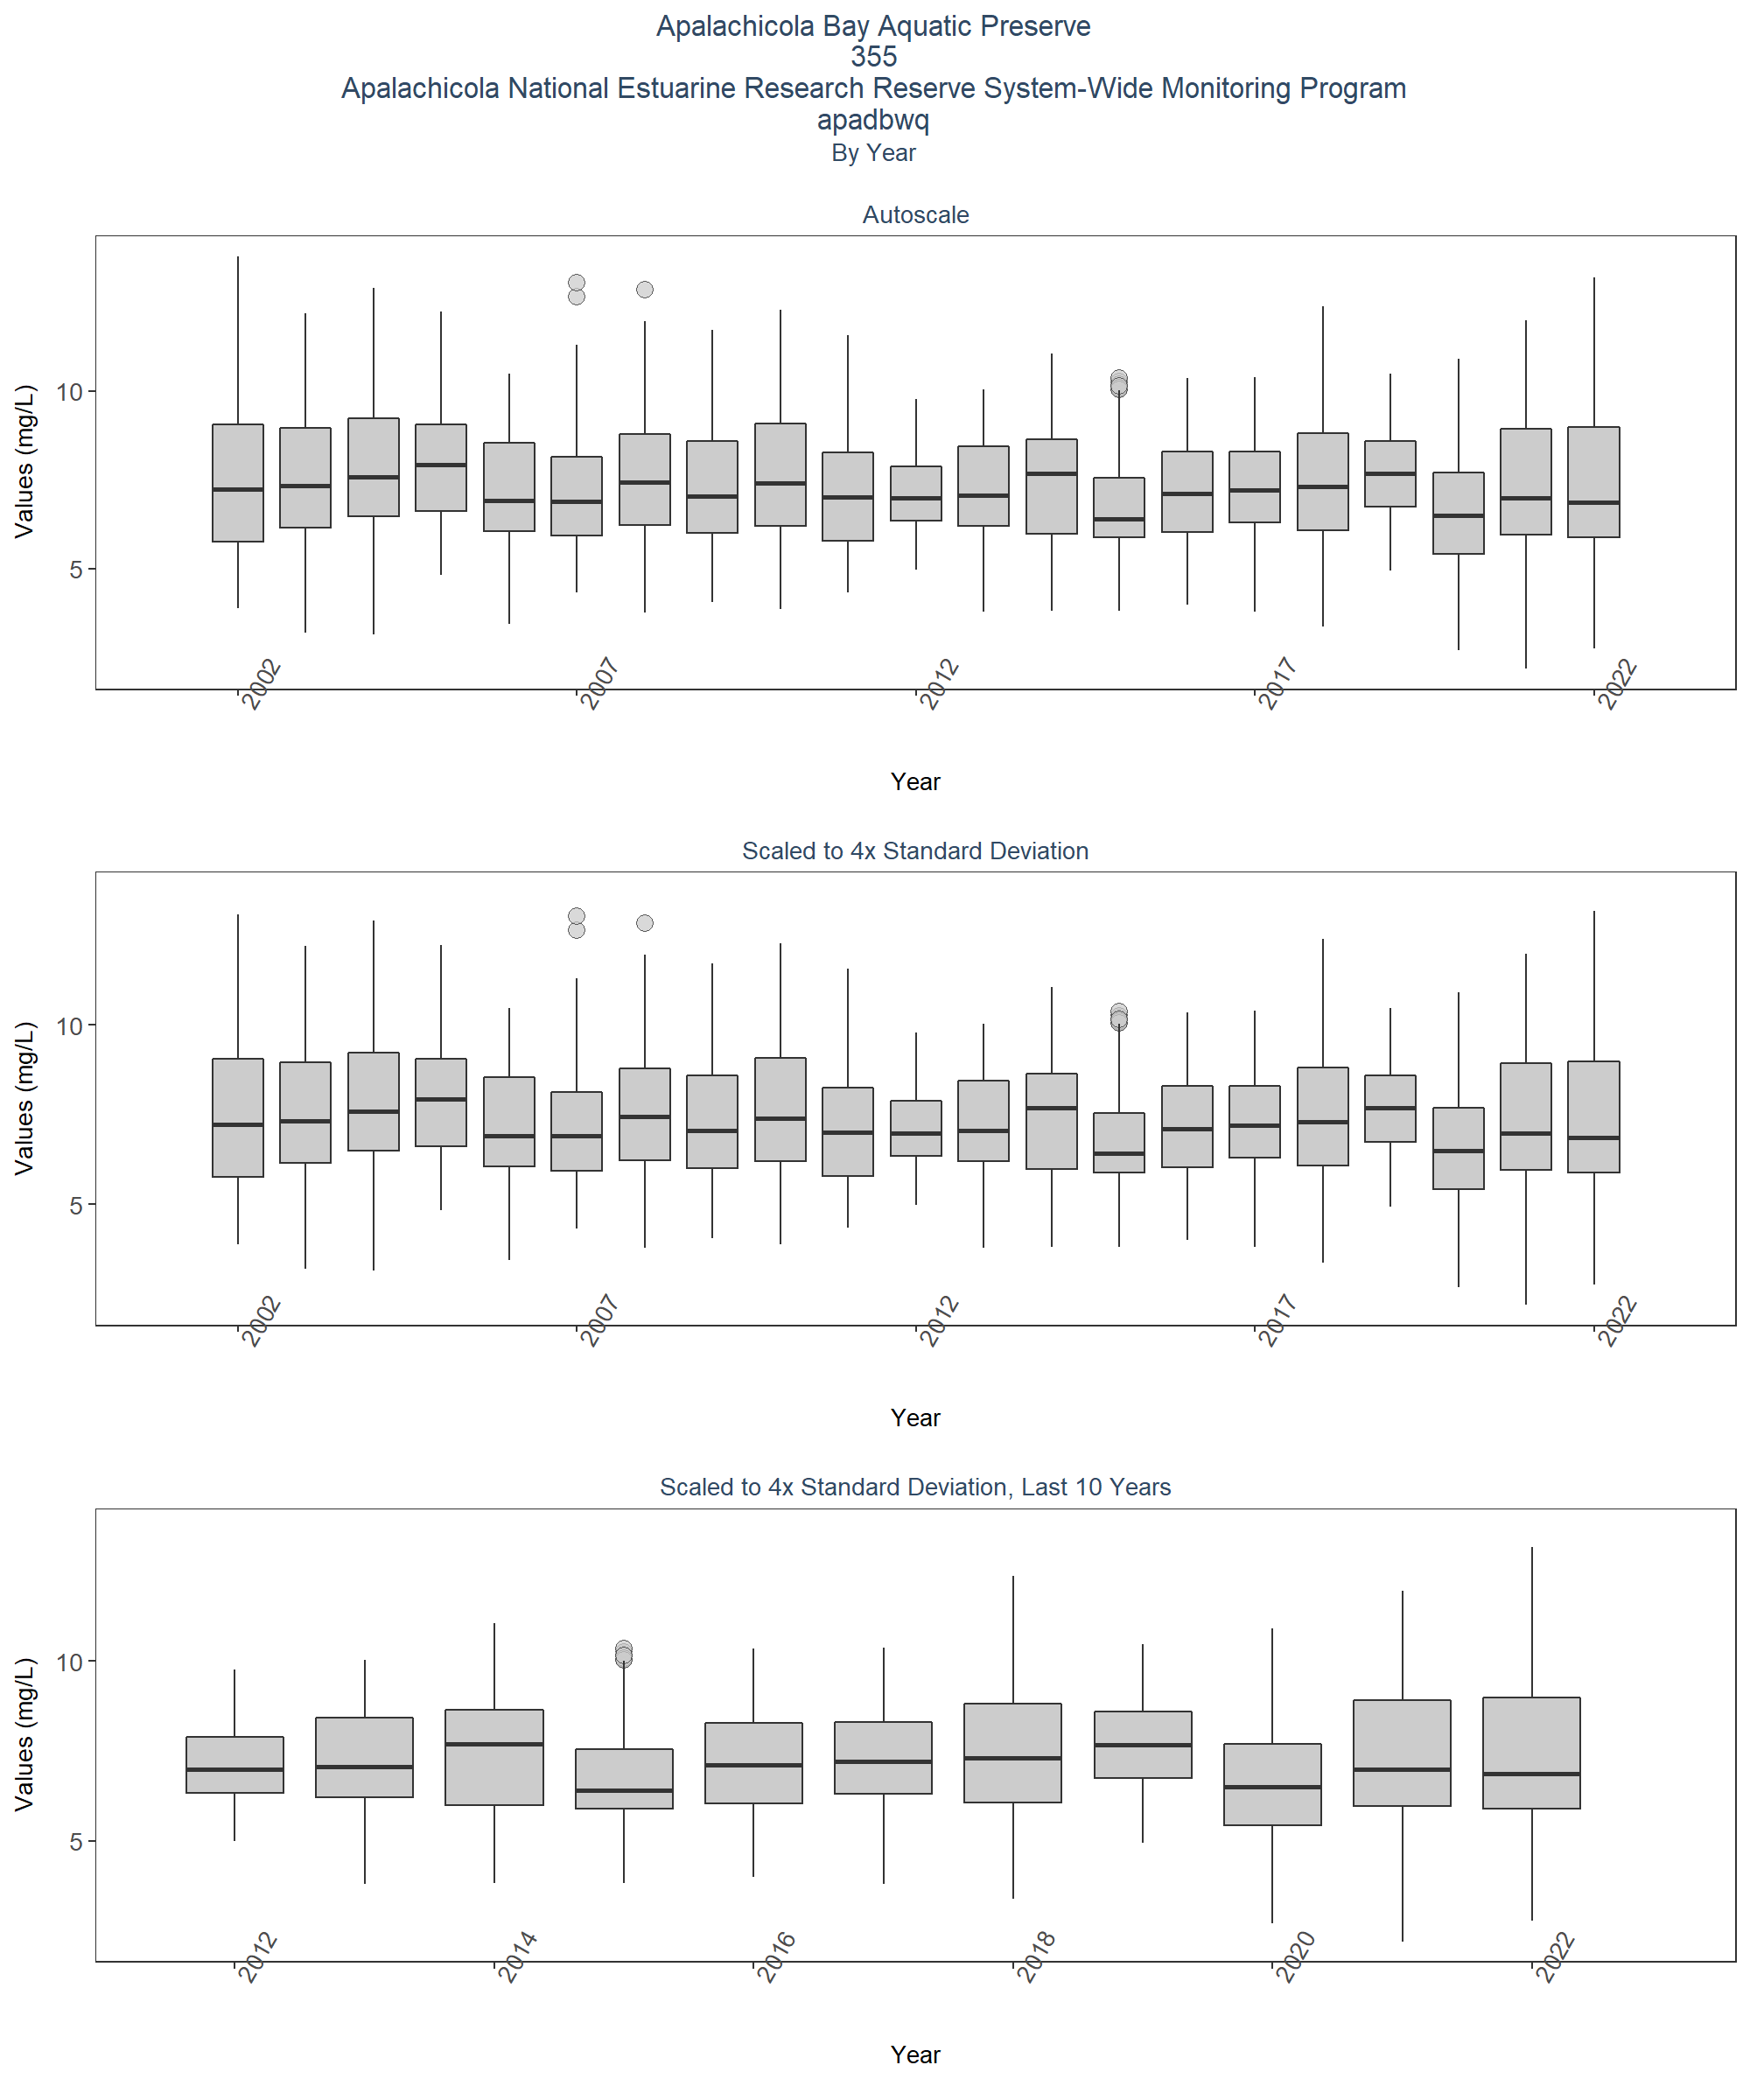 Apalachicola Bay Aquatic Preserve
355
Apalachicola National Estuarine Research Reserve System-Wide Monitoring Program
apadbwq
By Year
Autoscale
Values (mg/L)
10
5
2002
2007
2012
2017
2022
Year
Scaled to 4x Standard Deviation
Values (mg/L)
10
5
2002
2007
2012
2017
2022
Year
Scaled to 4x Standard Deviation, Last 10 Years
Values (mg/L)
10
5
2012
2014
2016
2018
2020
2022
Year